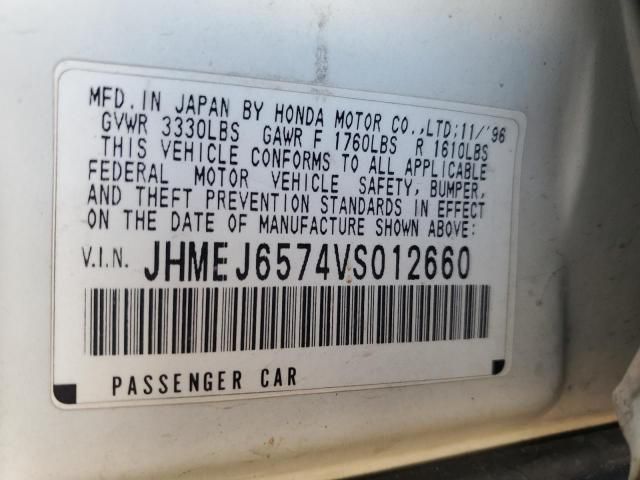 MFD. IN JAPAN BY HONDA MOTOR CO.,LTD;11/'96
GVWR 3330LBS GAWR F 1760LBS R 1610LBS
THIS VEHICLE CONFORMS TO ALL APPLICABLE
FEDERAL MOTOR VEHICLE SAFETY, BUMPER,
AND THEFT PREVENTION STANDARDS IN EFFECT
ON THE DATE OF MANUFACTURE SHOWN ABOVE.
V.I.N. JHMEJ6574VS012660
PASSENGER CAR